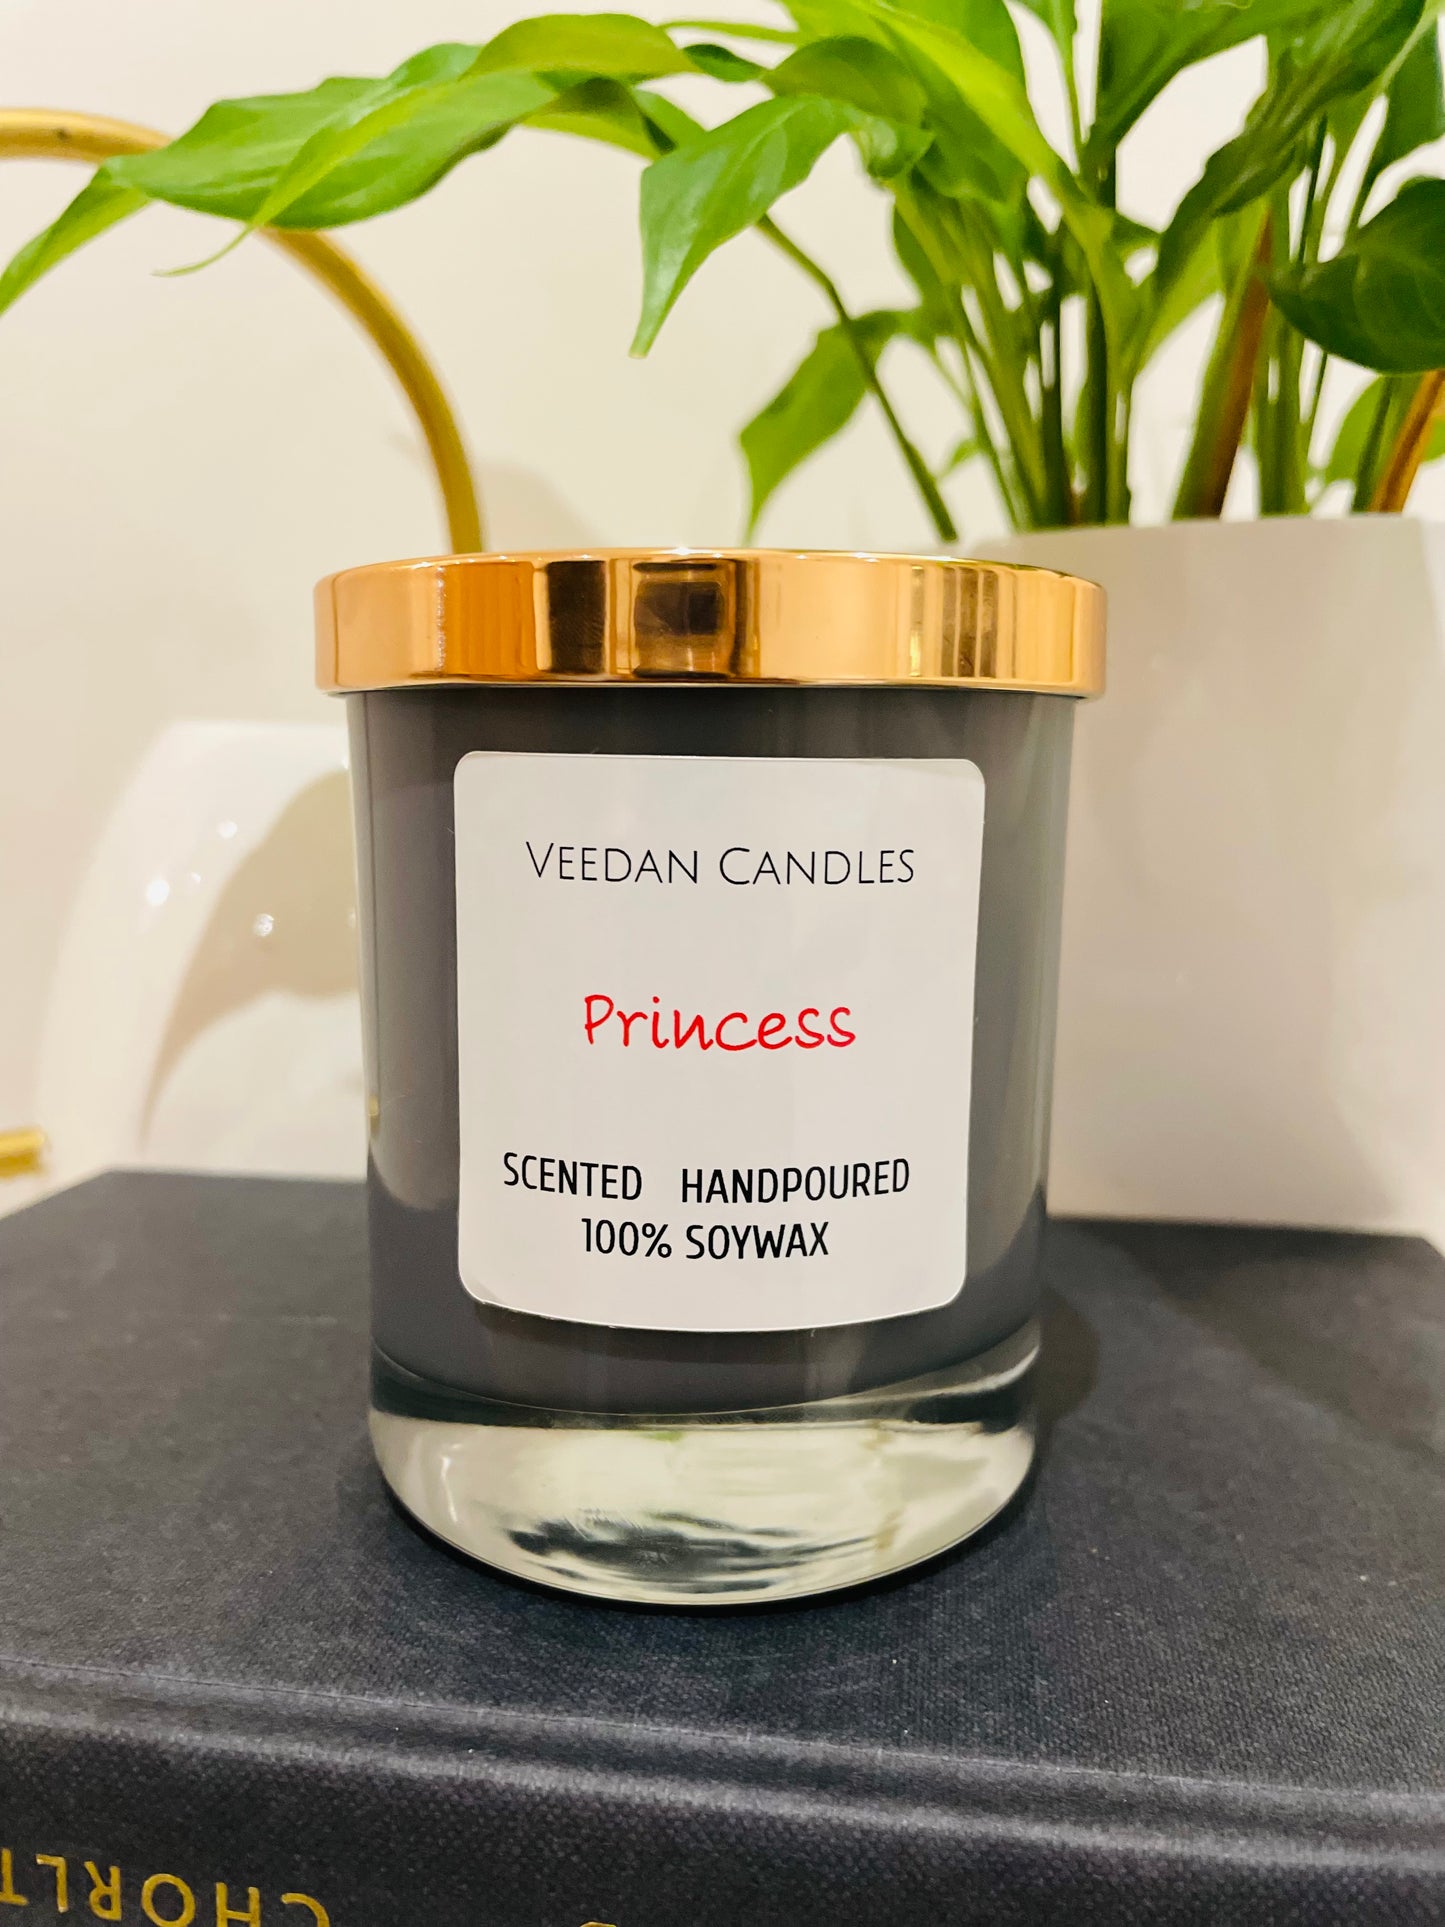 VEEDAN CANDLES
Princess
SCENTED HANDPOURED
100% SOYWAX